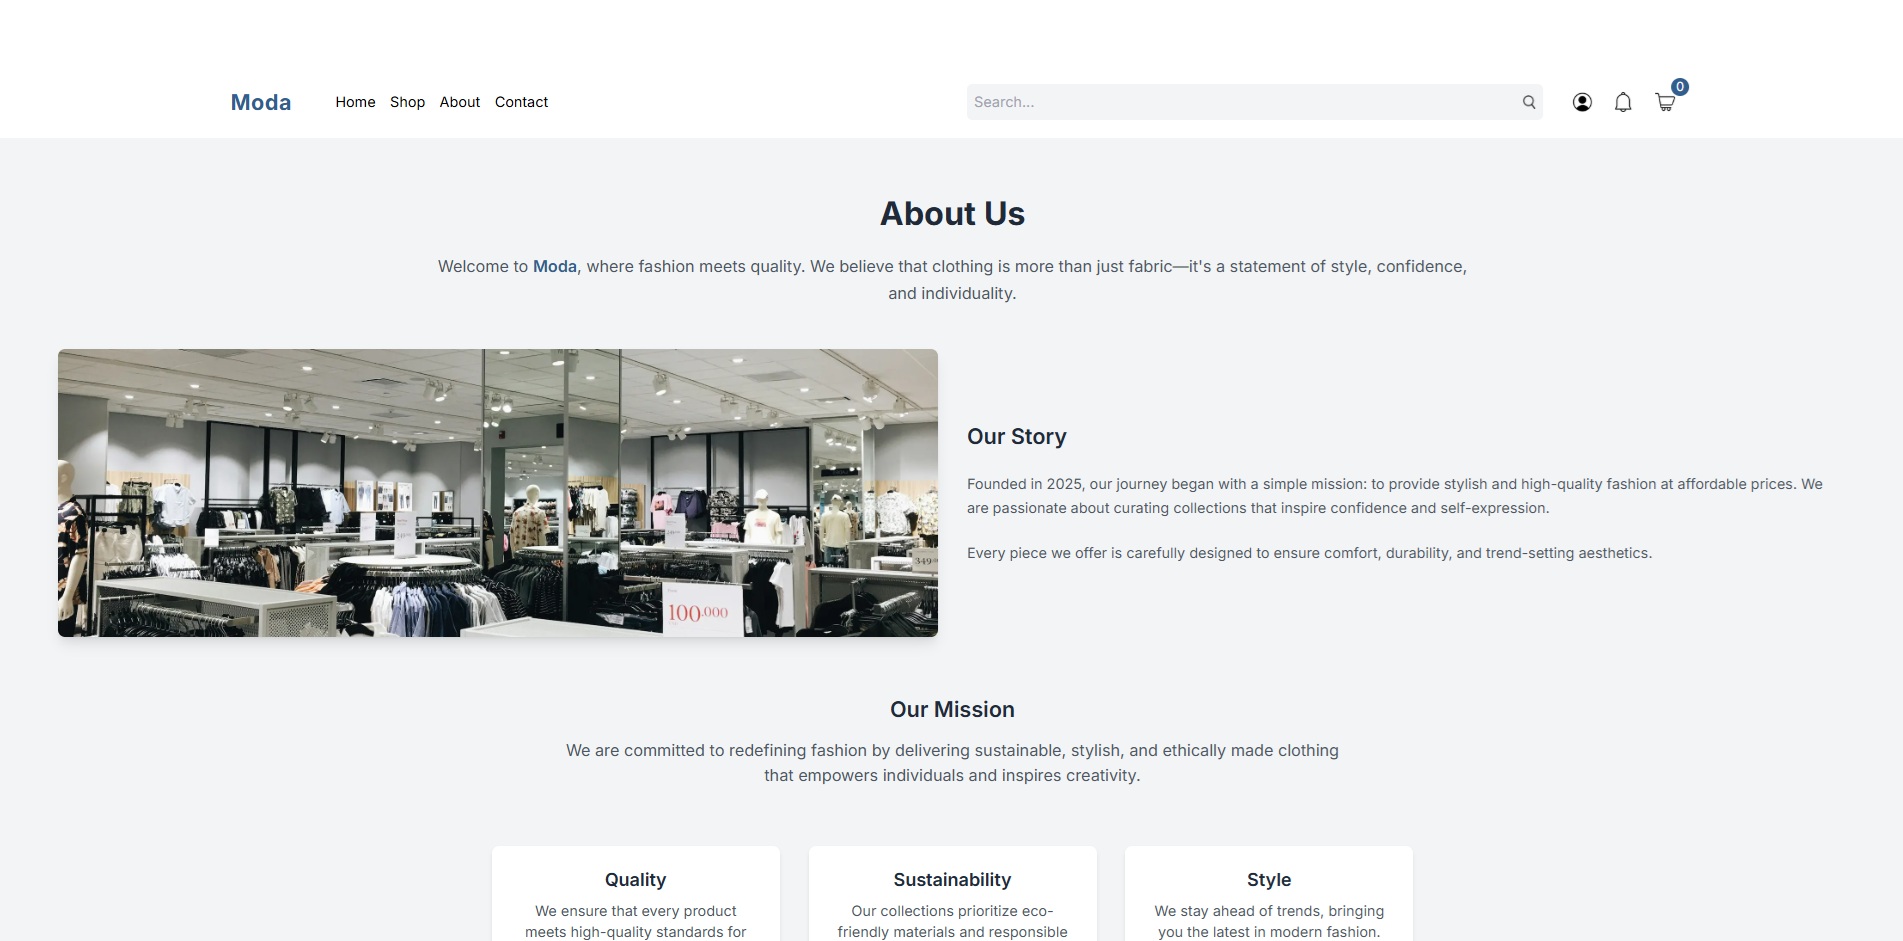 Moda
Home Shop About Contact
Search...
0
About Us
Welcome to Moda, where fashion meets quality. We believe that clothing is more than just fabric—it's a statement of style, confidence,
and individuality.
100.000
349
Our Story
Founded in 2025, our journey began with a simple mission: to provide stylish and high-quality fashion at affordable prices. We
are passionate about curating collections that inspire confidence and self-expression.
Every piece we offer is carefully designed to ensure comfort, durability, and trend-setting aesthetics.
Our Mission
We are committed to redefining fashion by delivering sustainable, stylish, and ethically made clothing
that empowers individuals and inspires creativity.
Quality
We ensure that every product
meets high-quality standards for
Sustainability
Our collections prioritize eco-
friendly materials and responsible
Style
We stay ahead of trends, bringing
you the latest in modern fashion.